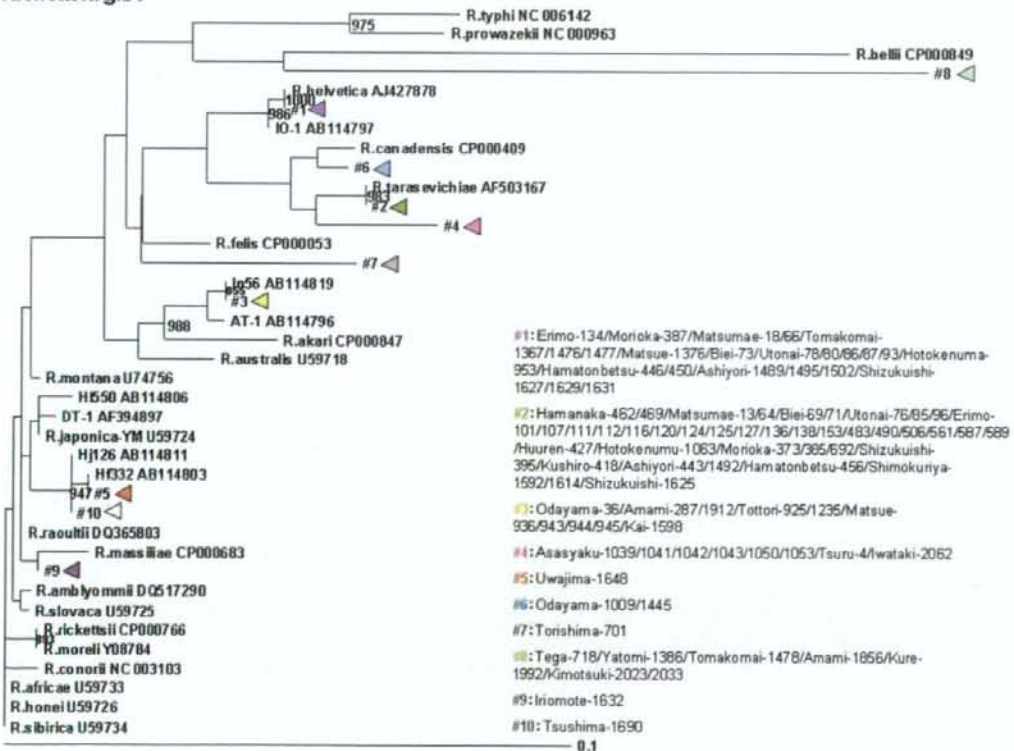 R.typhi NC 006142
975
R.prowazekii NC 000963
R.bellii CP000849
#8
R.helvetica AJ427878
1000
#1
986
IO-1 AB114797
R.canadensis CP000409
#6
R.tarasevichiae AF503167
983
#2
#4
R.felis CP000053
#7
In56 AB114819
#3
AT-1 AB114796
988
R.akari CP000847
R.australis U59718
R.montana U74756
Hf550 AB114806
DT-1 AF394897
R.japonica-YM U59724
Hj126 AB114811
Hf332 AB114803
947 #5
#10
R.raoultii DQ365803
R.massiliae CP000683
#9
R.amblyommii DQ517290
R.slovaca U59725
R.rickettsii CP000766
R.moreli Y08784
R.conorii NC 003103
R.africae U59733
R.honei U59726
R.sibirica U59734
0.1
#1: Erimo-134/Morioka-387/Matsumae-18/66/Tomakomai-
1367/1476/1477/Matsue-1376/Biei-73/Utonai-78/80/86/87/93/Hotokenuma-
953/Hamatonbetsu-446/450/Ashiyori-1489/1495/1502/Shizukuishi-
1627/1629/1631
#2: Hamanaka-462/469/Matsumae-13/64/Biei-69/71/Utonai-76/85/96/Erimo-
101/107/111/112/116/120/124/125/127/136/138/153/483/490/506/561/587/589
/Huuren-427/Hotokenumu-1063/Morioka-373/385/692/Shizukuishi-
395/Kushiro-418/Ashiyori-443/1492/Hamatonbetsu-456/Shimokuriya-
1592/1614/Shizukuishi-1625
#3: Odayama-36/Amami-287/1912/Tottori-925/1235/Matsue-
936/943/944/945/Kai-1598
#4: Asasyaku-1039/1041/1042/1043/1050/1053/Tsuru-4/Iwataki-2062
#5: Uwajima-1648
#6: Odayama-1009/1445
#7: Torishima-701
#8: Tega-718/Yatomi-1386/Tomakomai-1478/Amami-1856/Kure-
1992/Kimotsuki-2023/2033
#9: Iriomote-1632
#10: Tsushima-1690